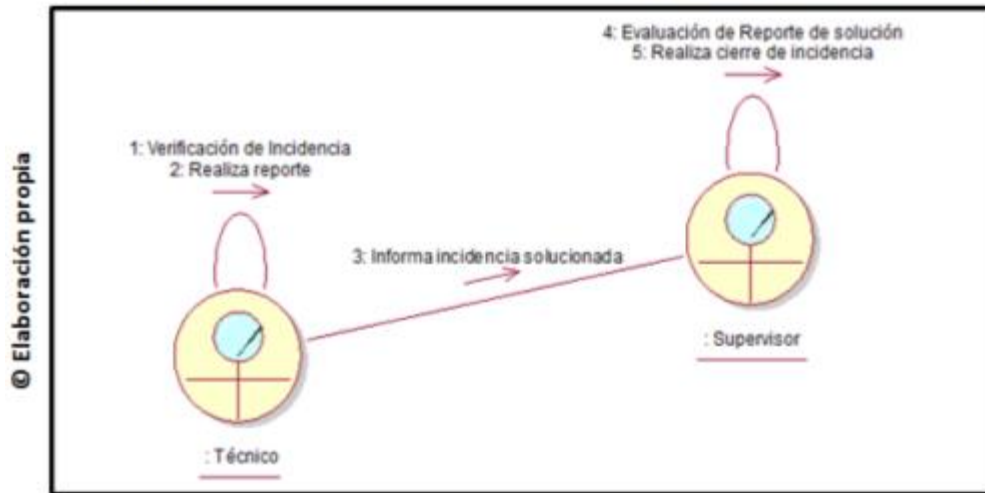 © Elaboración propia
4: Evaluación de Reporte de solución
5: Realiza cierre de incidencia
1: Verificación de Incidencia
2: Realiza reporte
3: Informa incidencia solucionada
: Supervisor
: Técnico